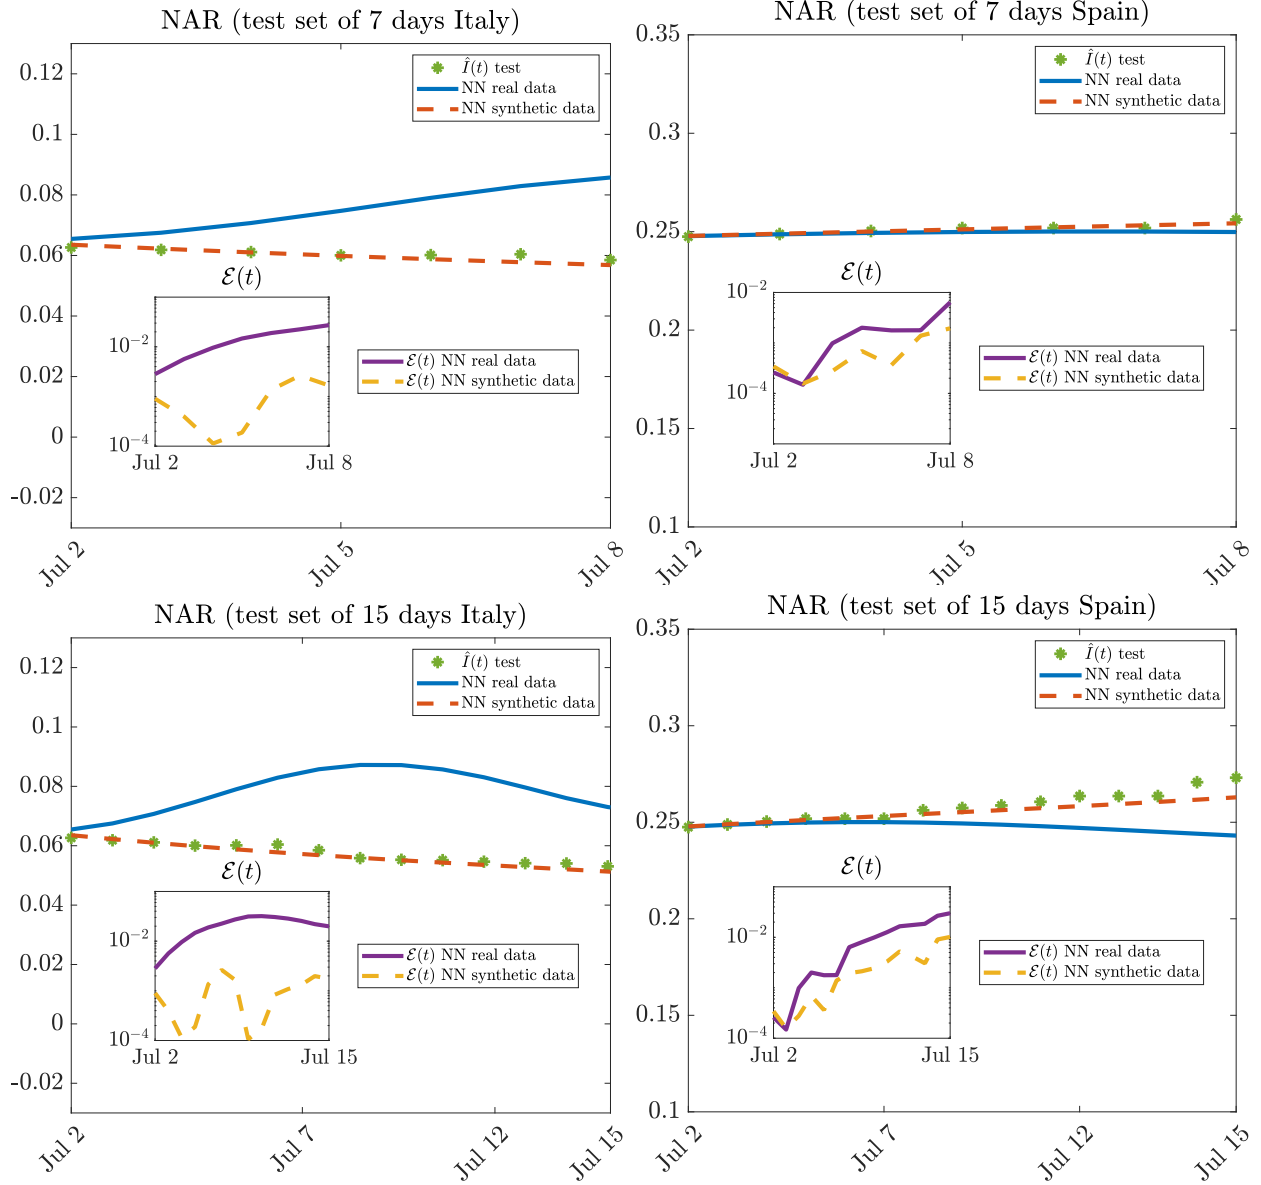 NAR (test set of 7 days Italy)
0.12
0.1
0.08
0.06
0.04
0.02
0
-0.02
Î(t) test
NN real data
NN synthetic data
ℰ(t)
10⁻²
10⁻⁴
Jul 2
Jul 8
ℰ(t) NN real data
ℰ(t) NN synthetic data
Jul 2
Jul 5
Jul 8
NAR (test set of 7 days Spain)
0.35
0.3
0.25
0.2
0.15
0.1
Î(t) test
NN real data
NN synthetic data
ℰ(t)
10⁻²
10⁻⁴
Jul 2
Jul 8
ℰ(t) NN real data
ℰ(t) NN synthetic data
Jul 2
Jul 5
Jul 8
NAR (test set of 15 days Italy)
0.12
0.1
0.08
0.06
0.04
0.02
0
-0.02
Î(t) test
NN real data
NN synthetic data
ℰ(t)
10⁻²
10⁻⁴
Jul 2
Jul 15
ℰ(t) NN real data
ℰ(t) NN synthetic data
Jul 2
Jul 7
Jul 12
Jul 15
NAR (test set of 15 days Spain)
0.35
0.3
0.25
0.2
0.15
0.1
Î(t) test
NN real data
NN synthetic data
ℰ(t)
10⁻²
10⁻⁴
Jul 2
Jul 15
ℰ(t) NN real data
ℰ(t) NN synthetic data
Jul 2
Jul 7
Jul 12
Jul 15